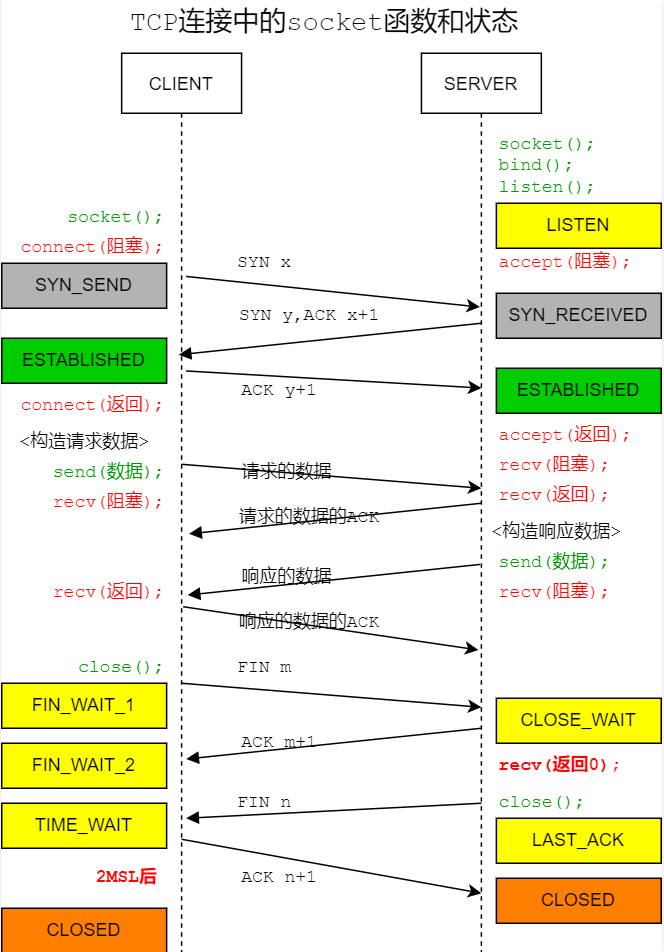 TCP连接中的socket函数和状态
CLIENT
SERVER
socket();
bind();
listen();
socket();
LISTEN
connect(阻塞);
SYN x
accept(阻塞);
SYN_SEND
SYN y,ACK x+1
SYN_RECEIVED
ESTABLISHED
ACK y+1
ESTABLISHED
connect(返回);
accept(返回);
<构造请求数据>
send(数据);
请求的数据
recv(阻塞);
recv(阻塞);
recv(返回);
请求的数据的ACK
<构造响应数据>
响应的数据
send(数据);
recv(返回);
recv(阻塞);
响应的数据的ACK
close();
FIN m
FIN_WAIT_1
CLOSE_WAIT
ACK m+1
FIN_WAIT_2
recv(返回0);
FIN n
close();
TIME_WAIT
LAST_ACK
2MSL后
ACK n+1
CLOSED
CLOSED